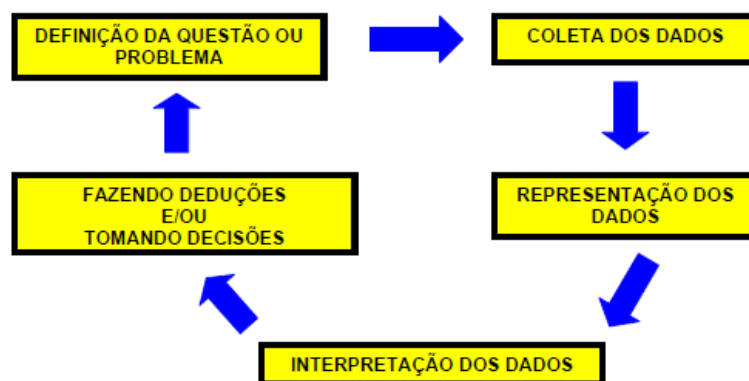 DEFINIÇÃO DA QUESTÃO OU
PROBLEMA
COLETA DOS DADOS
REPRESENTAÇÃO DOS
DADOS
INTERPRETAÇÃO DOS DADOS
FAZENDO DEDUÇÕES
E/OU
TOMANDO DECISÕES